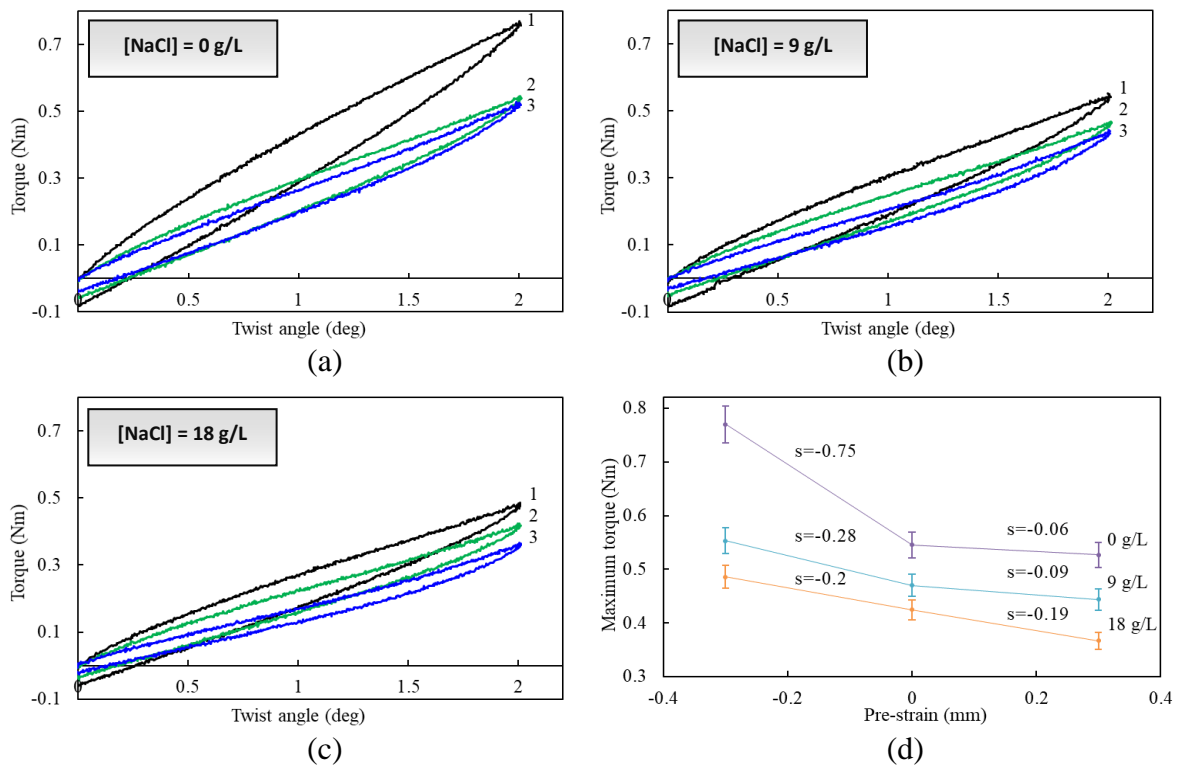 [NaCl] = 0 g/L
Torque (Nm)
0.7
0.5
0.3
0.1
-0.1
0
0.5
1
1.5
2
1
2
3
Twist angle (deg)
(a)
[NaCl] = 9 g/L
Torque (Nm)
0.7
0.5
0.3
0.1
-0.1
0
0.5
1
1.5
2
1
2
3
Twist angle (deg)
(b)
[NaCl] = 18 g/L
Torque (Nm)
0.7
0.5
0.3
0.1
-0.1
0
0.5
1
1.5
2
1
2
3
Twist angle (deg)
(c)
Maximum torque (Nm)
0.8
0.7
0.6
0.5
0.4
0.3
s=-0.75
s=-0.06
0 g/L
s=-0.28
s=-0.09
9 g/L
s=-0.2
s=-0.19
18 g/L
-0.4
-0.2
0
0.2
0.4
Pre-strain (mm)
(d)